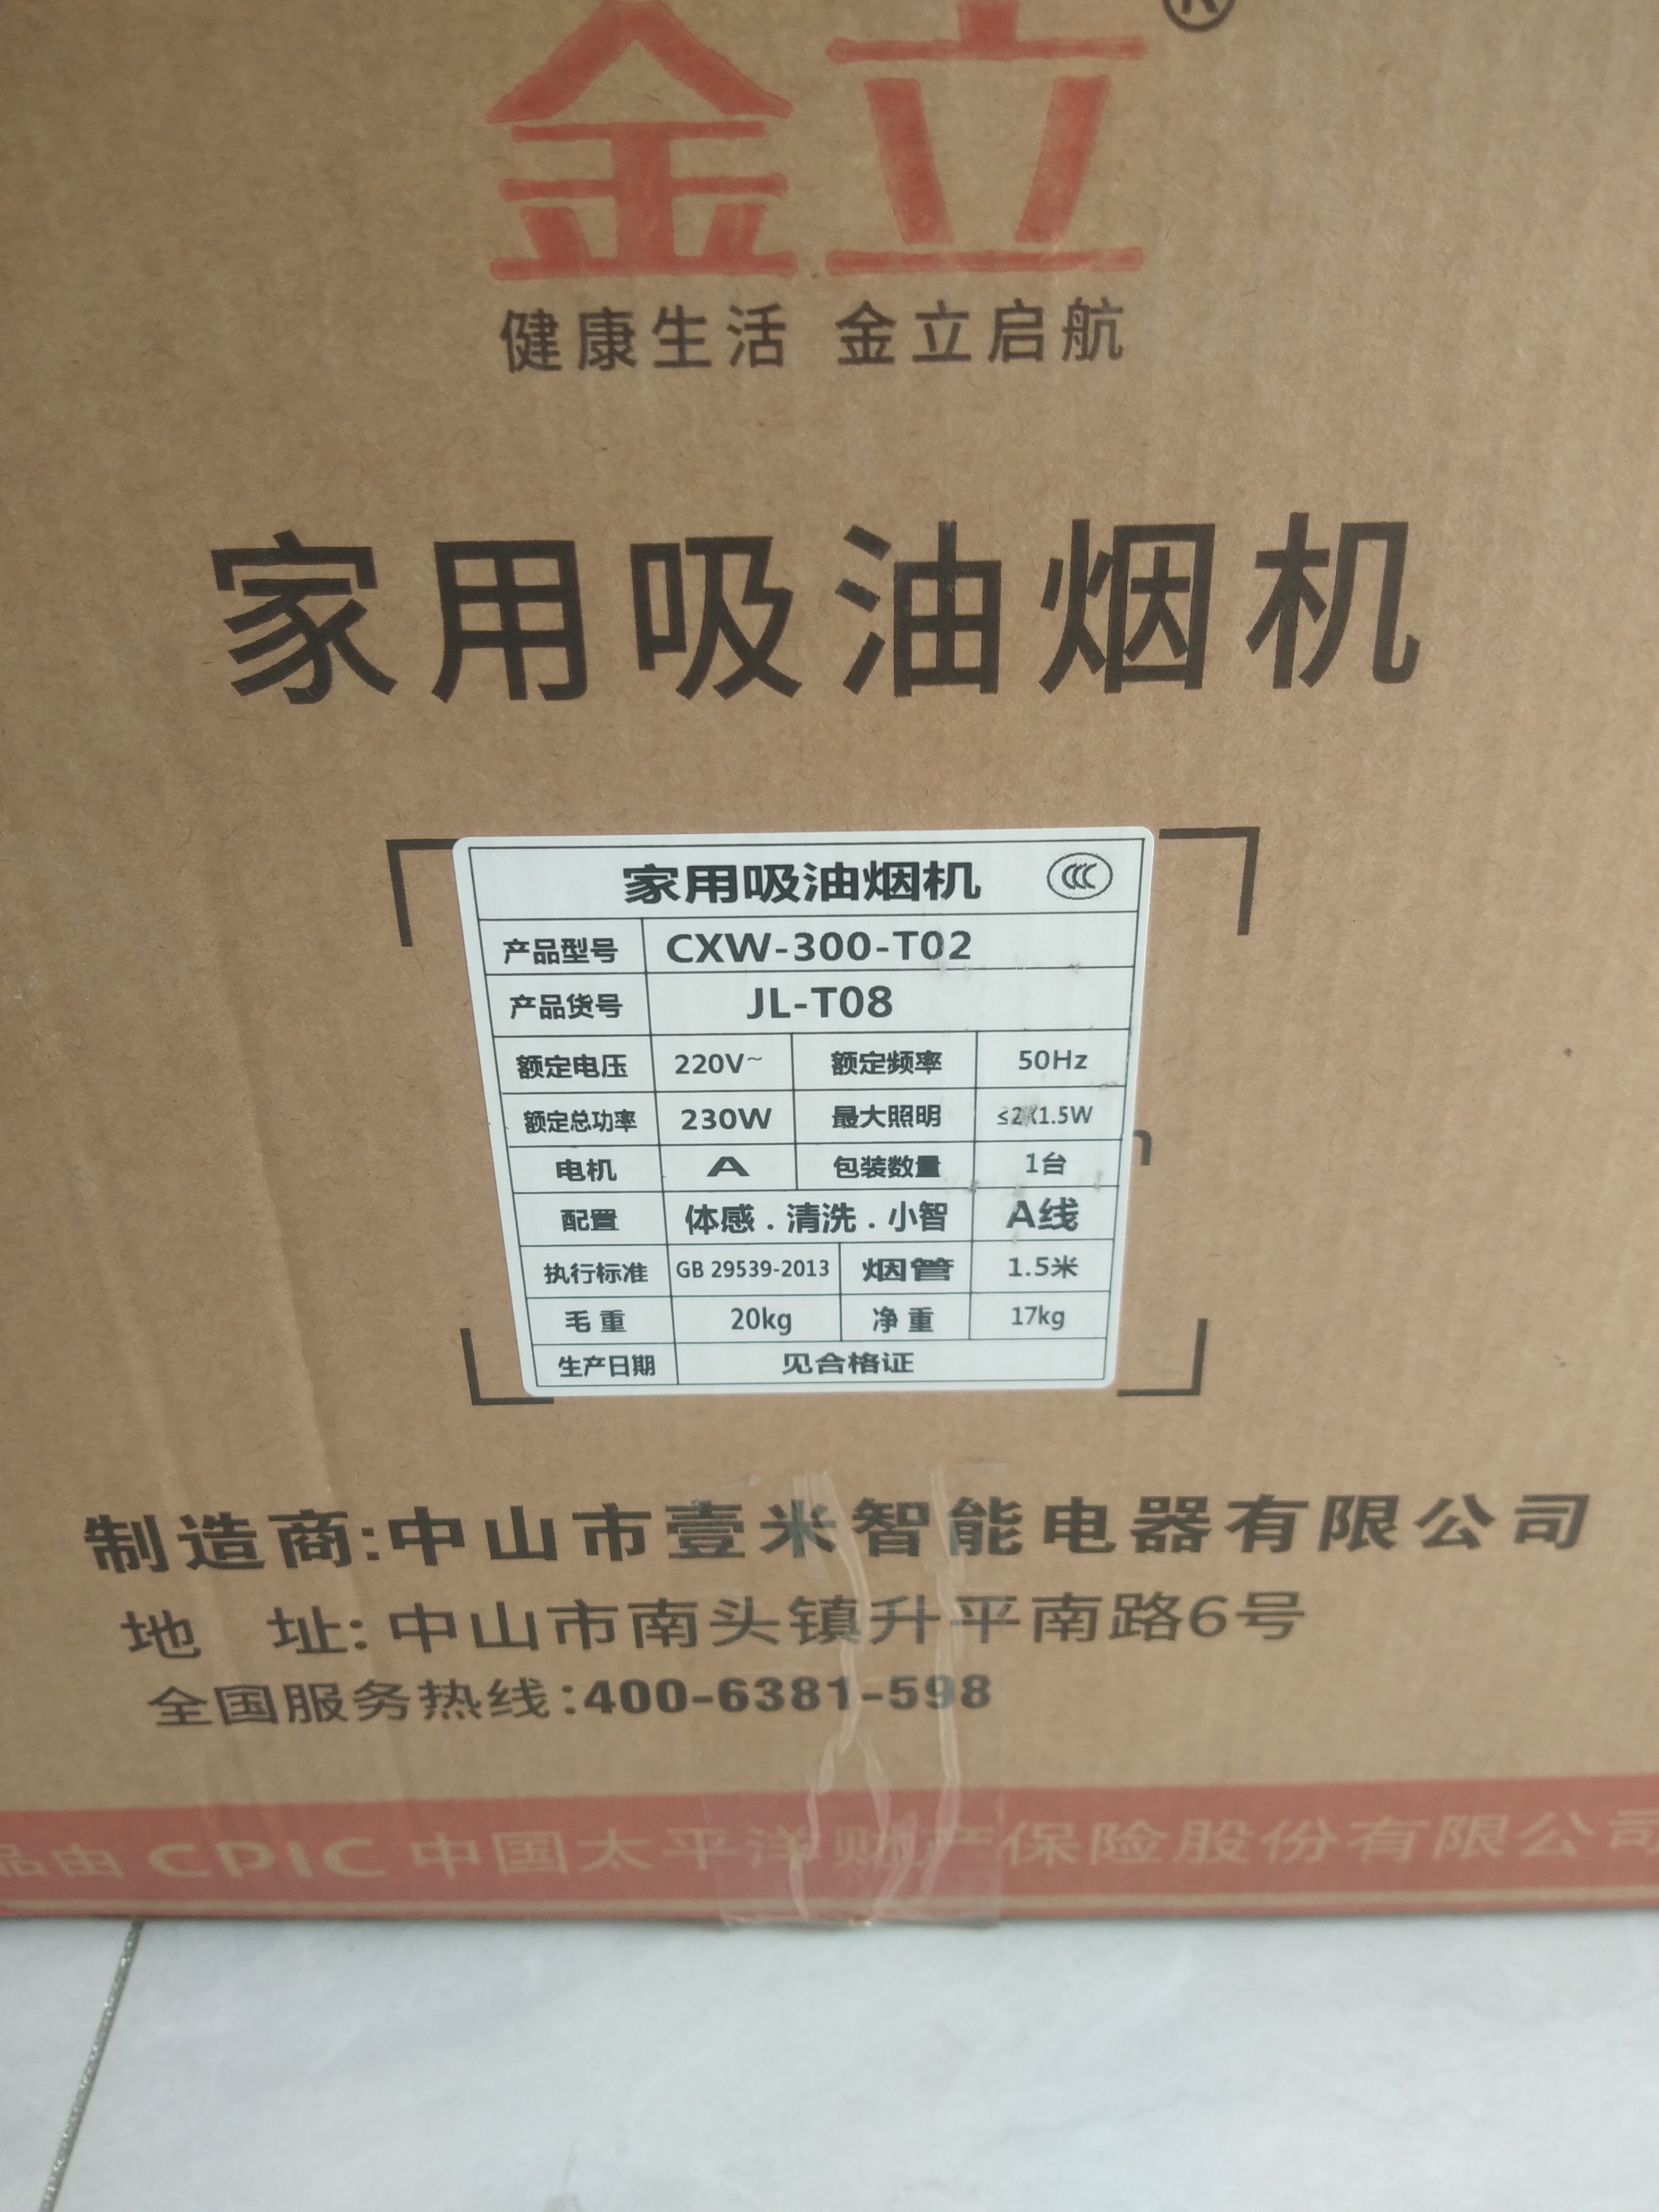 金立®
健康生活 金立启航
家用吸油烟机
家用吸油烟机 CCC
产品型号 CXW-300-T02
产品货号 JL-T08
额定电压 220V~ 额定频率 50Hz
额定总功率 230W 最大照明 ≤2X1.5W
电机 A 包装数量 1台
配置 体感．清洗．小智 A线
执行标准 GB 29539-2013 烟管 1.5米
毛重 20kg 净重 17kg
生产日期 见合格证
制造商:中山市壹米智能电器有限公司
地 址:中山市南头镇升平南路6号
全国服务热线:400-6381-598
品由 CPIC 中国太平洋财产保险股份有限公司